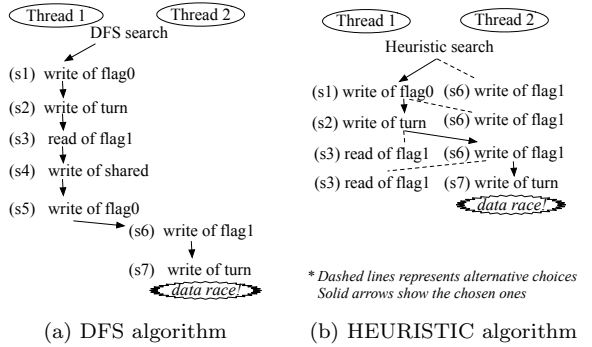 Thread 1 Thread 2
DFS search
(s1) write of flag0
(s2) write of turn
(s3) read of flag1
(s4) write of shared
(s5) write of flag0
(s6) write of flag1
(s7) write of turn
data race!
(a) DFS algorithm
Thread 1 Thread 2
Heuristic search
(s1) write of flag0 (s6) write of flag1
(s2) write of turn (s6) write of flag1
(s3) read of flag1 (s6) write of flag1
(s3) read of flag1 (s7) write of turn
data race!
* Dashed lines represents alternative choices
Solid arrows show the chosen ones
(b) HEURISTIC algorithm